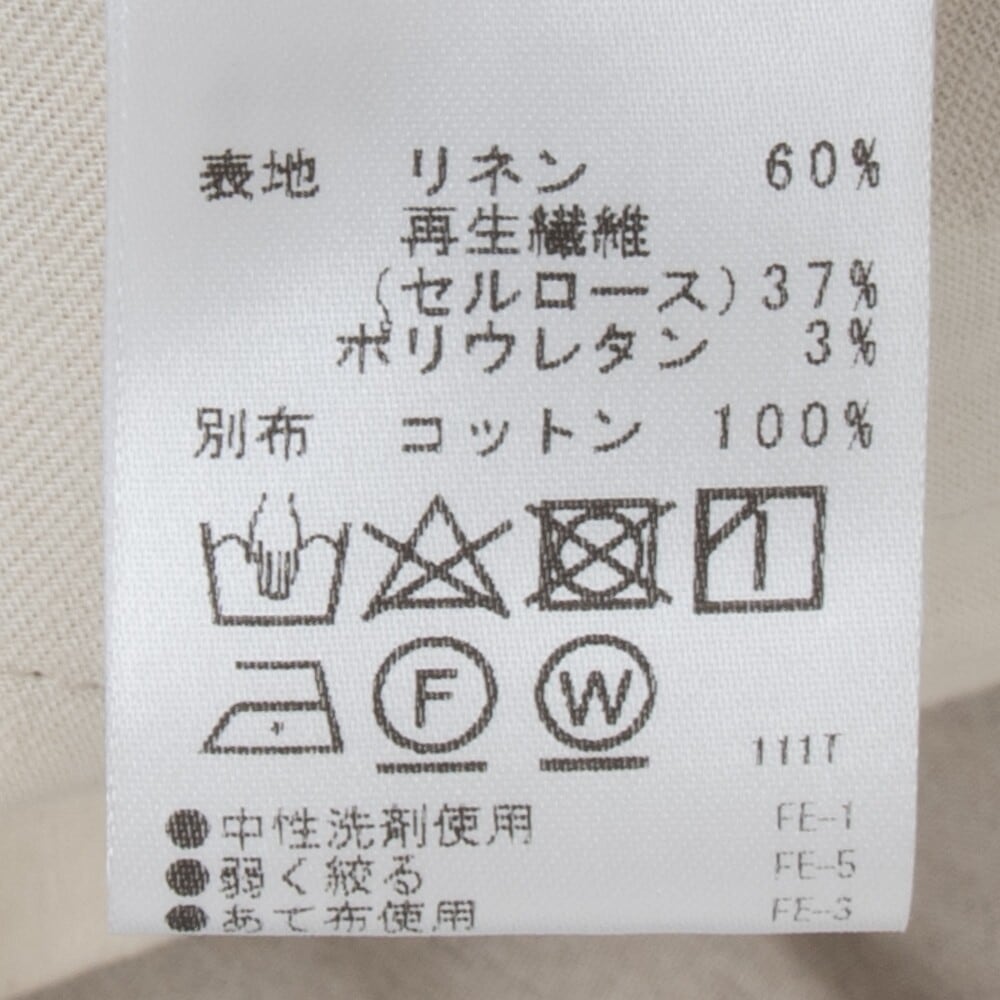 表地 リネン 60%
再生繊維
(セルロース)37%
ポリウレタン 3%
別布 コットン 100%
F W
111T
●中性洗剤使用 FE-1
●弱く絞る FE-5
●あて布使用 FE-3